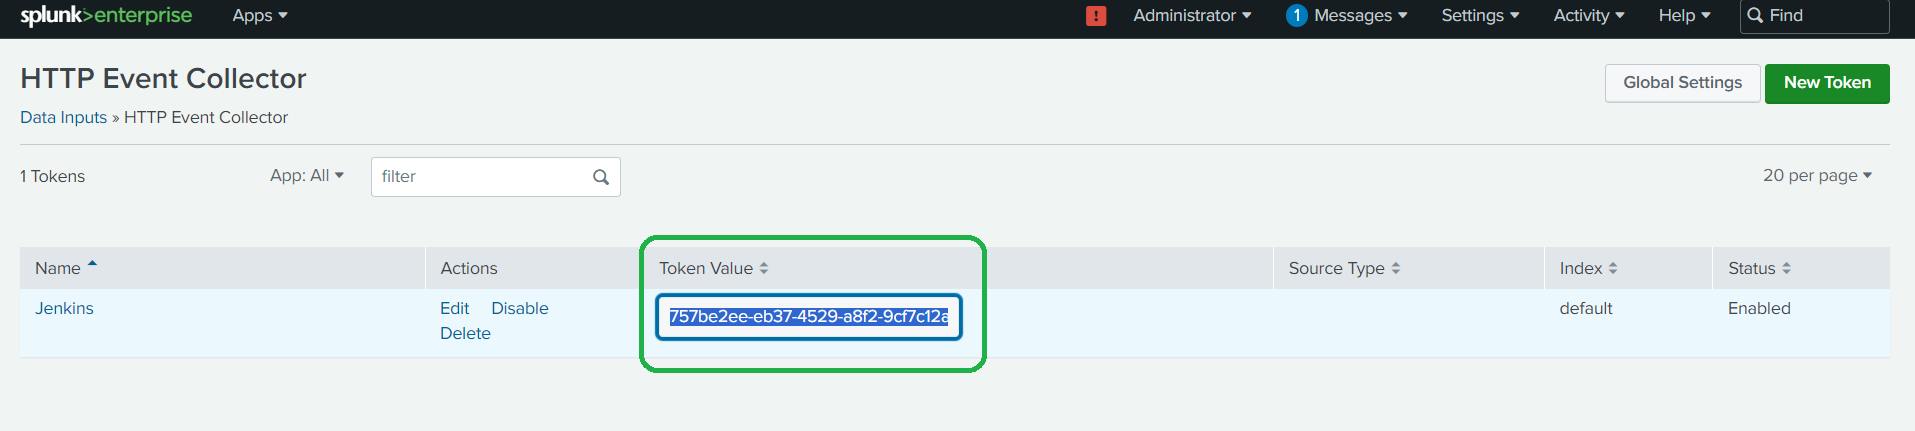 splunk>enterprise Apps ! Administrator 1 Messages Settings Activity Help Find
HTTP Event Collector
Global Settings New Token
Data Inputs » HTTP Event Collector
1 Tokens App: All filter 20 per page
Name Actions Token Value Source Type Index Status
Jenkins Edit Disable 757be2ee-eb37-4529-a8f2-9cf7c12a default Enabled
Delete